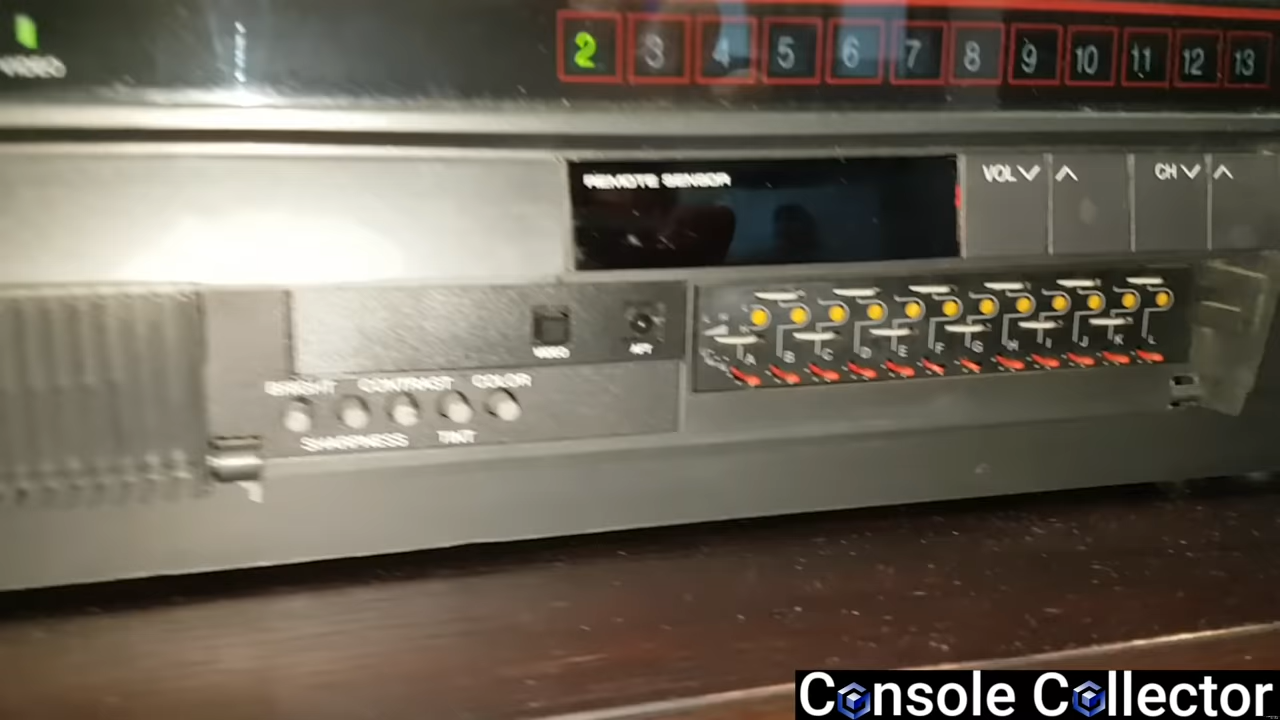 VIDEO
2 3 4 5 6 7 8 9 10 11 12 13
REMOTE SENSOR
VOL
CH
VIDEO
AFT
BRIGHT CONTRAST COLOR
SHARPNESS TINT
A B C D E F G H I J K L
Console Collector